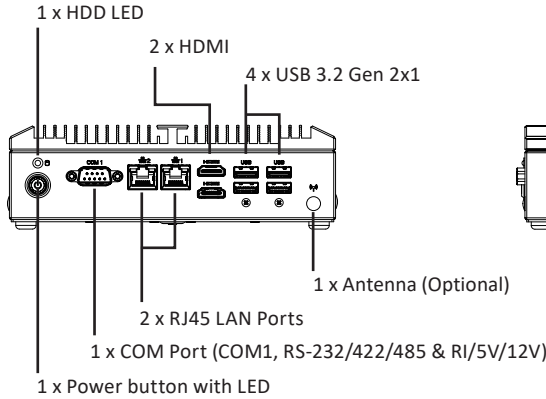 1 x HDD LED
2 x HDMI
4 x USB 3.2 Gen 2x1
COM 1
2
1
HDMI
USB
USB
HDMI
1 x Antenna (Optional)
2 x RJ45 LAN Ports
1 x COM Port (COM1, RS-232/422/485 & RI/5V/12V)
1 x Power button with LED